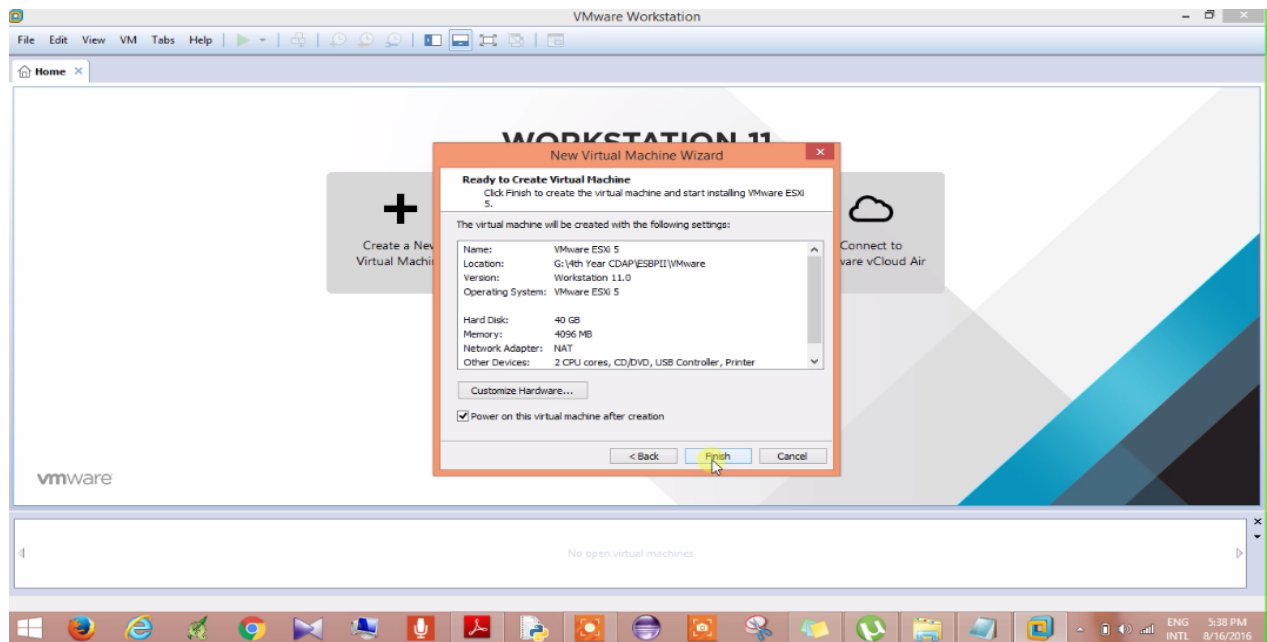 VMware Workstation
File Edit View VM Tabs Help
Home
WORKSTATION 11
New Virtual Machine Wizard
Ready to Create Virtual Machine
Click Finish to create the virtual machine and start installing VMware ESXi
5.
The virtual machine will be created with the following settings:
Name: VMware ESXi 5
Location: G:\4th Year CDAP\ESBPII\VMware
Version: Workstation 11.0
Operating System: VMware ESXi 5
Hard Disk: 40 GB
Memory: 4096 MB
Network Adapter: NAT
Other Devices: 2 CPU cores, CD/DVD, USB Controller, Printer
Customize Hardware...
Power on this virtual machine after creation
< Back Finish Cancel
Create a New
Virtual Machi
Connect to
ware vCloud Air
vmware
No open virtual machines
ENG 5:38 PM
INTL 8/16/2016